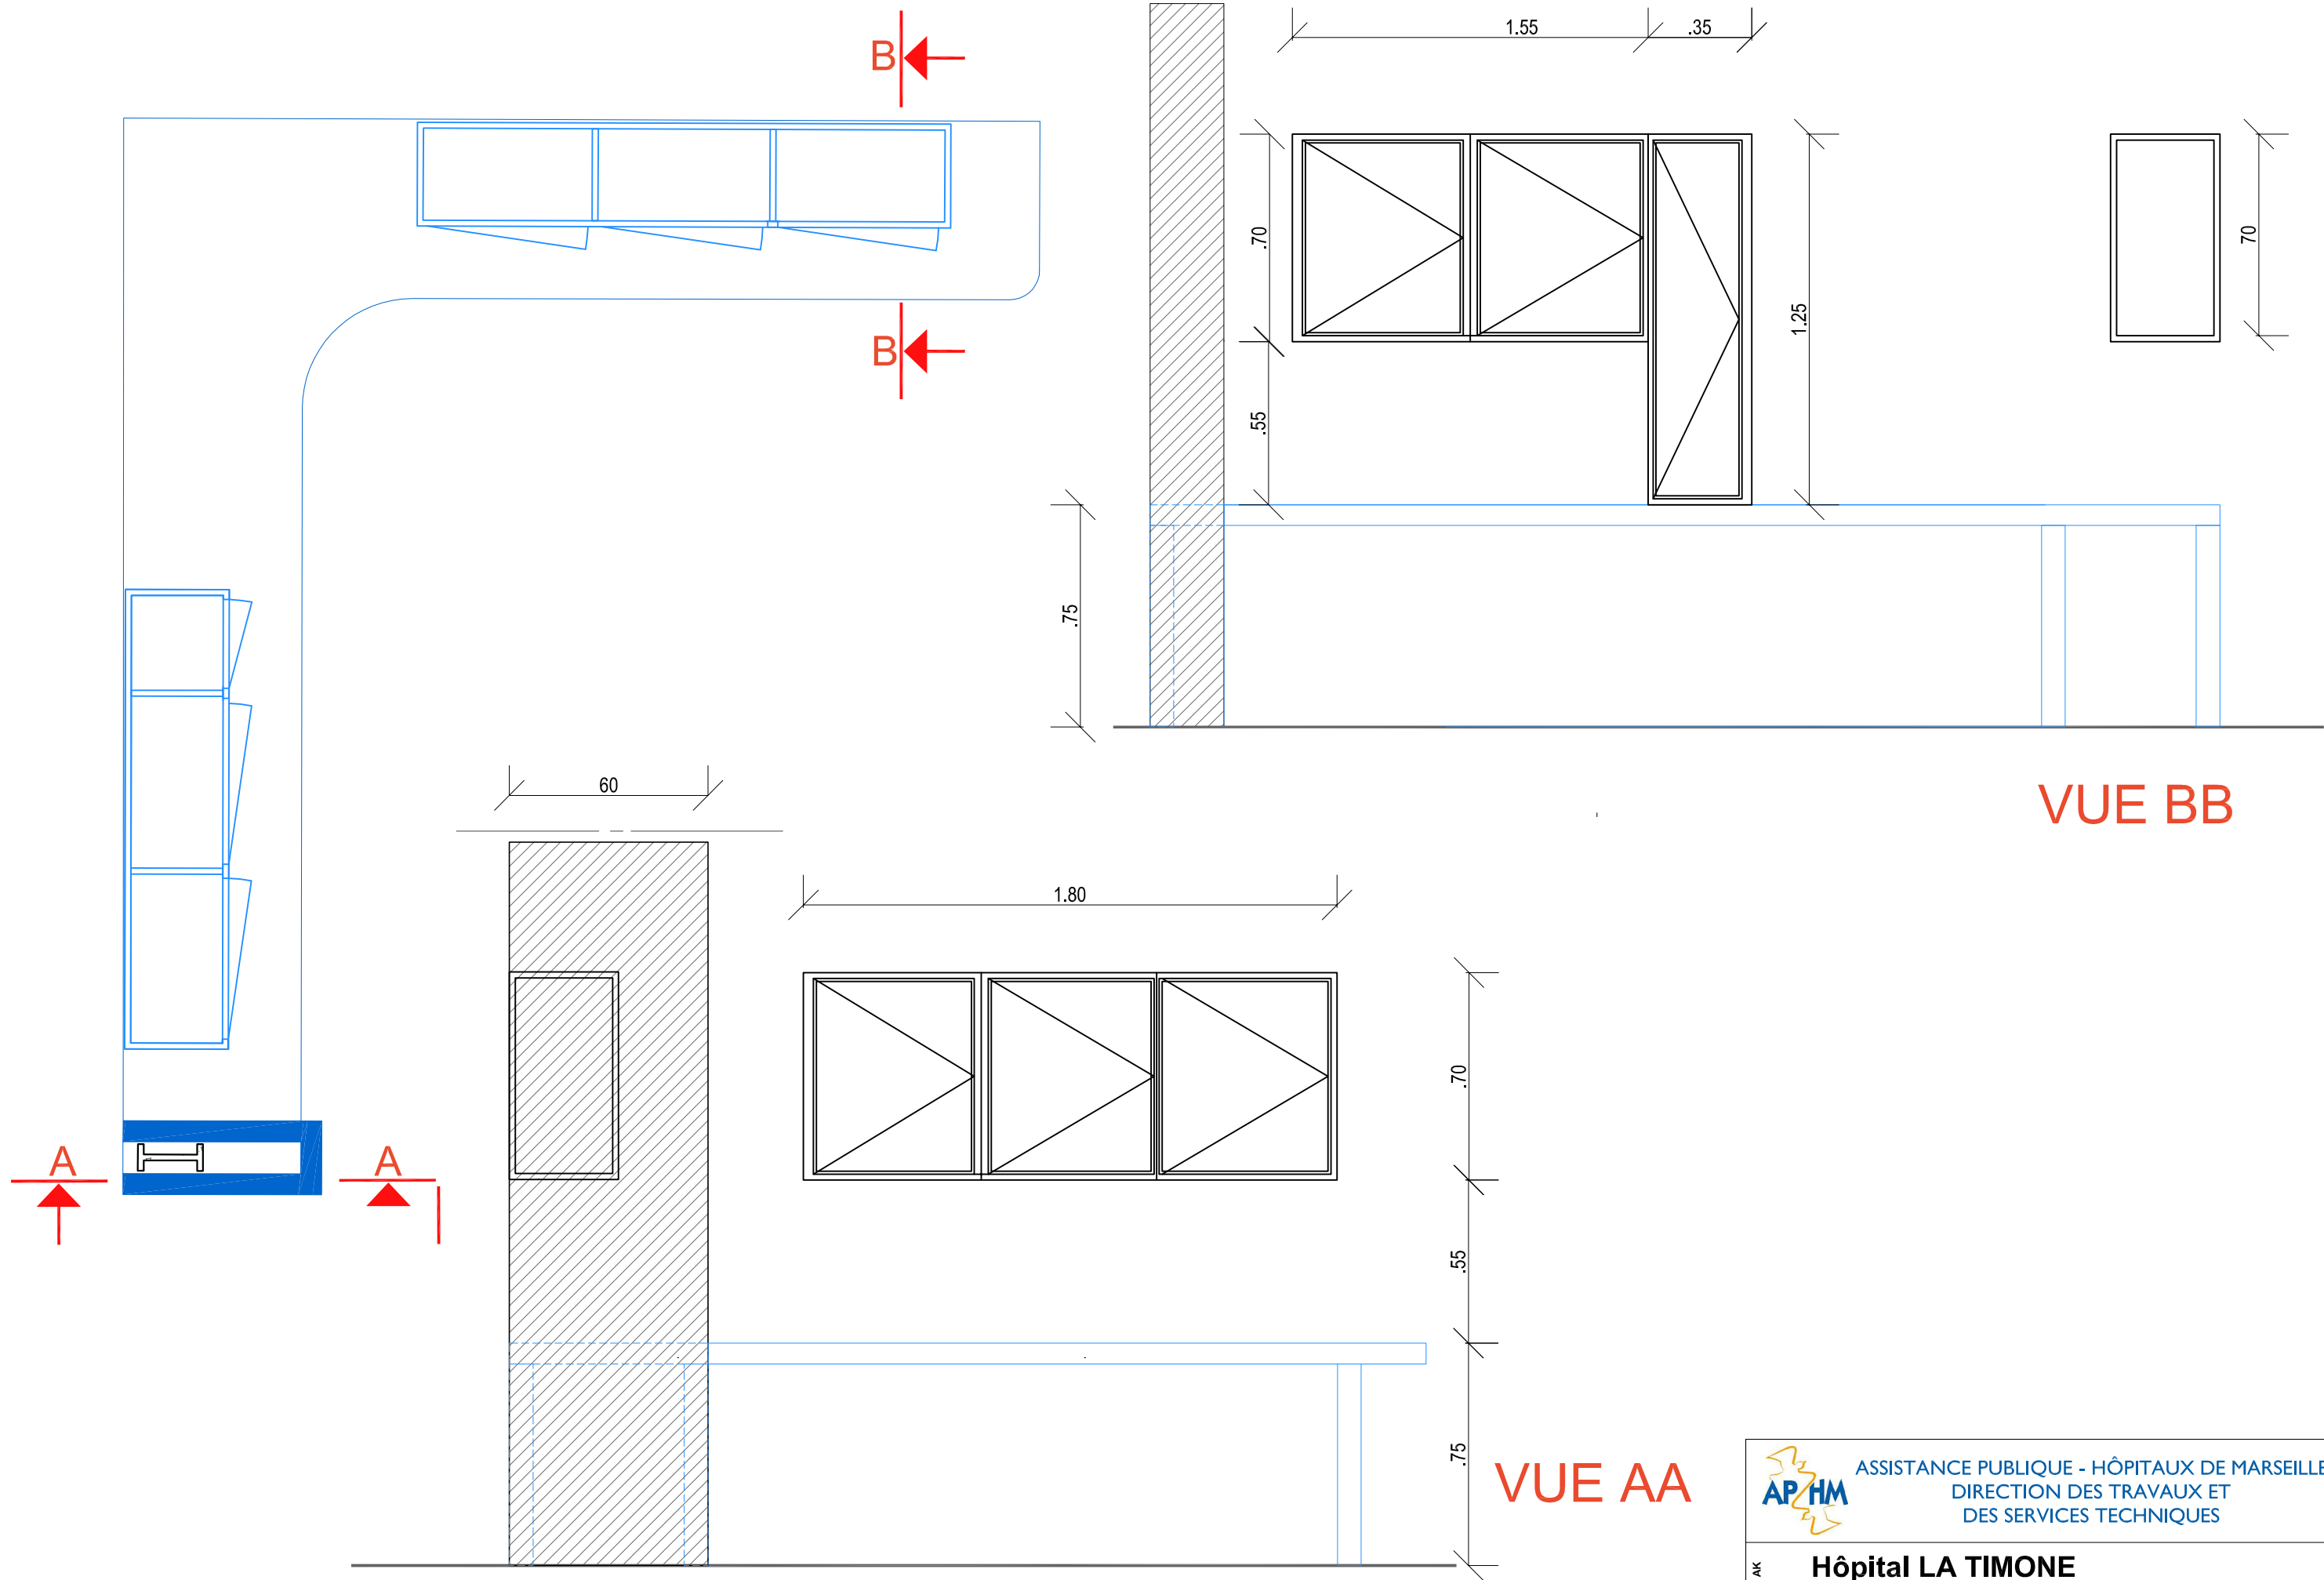 B
1.55
.35
.70
1.25
70
B
.55
.75
VUE BB
60
1.80
.70
A
A
.55
.75
VUE AA
AP HM
ASSISTANCE PUBLIQUE - HÔPITAUX DE MARSEILLE
DIRECTION DES TRAVAUX ET
DES SERVICES TECHNIQUES
AK
Hôpital LA TIMONE